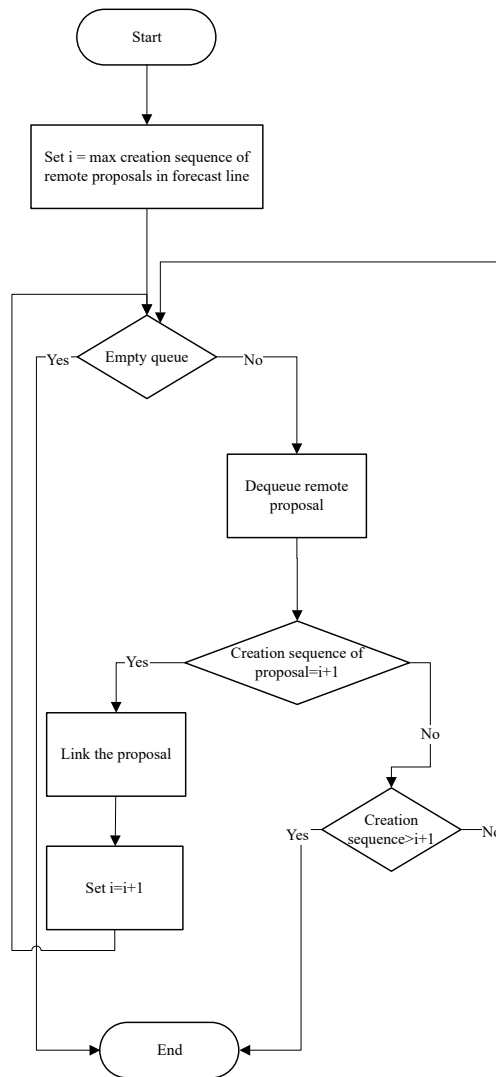 Start
Set i = max creation sequence of
remote proposals in forecast line
Empty queue
Yes
No
Dequeue remote
proposal
Creation sequence of
proposal=i+1
Yes
No
Link the proposal
Creation
sequence>i+1
Yes
No
Set i=i+1
End